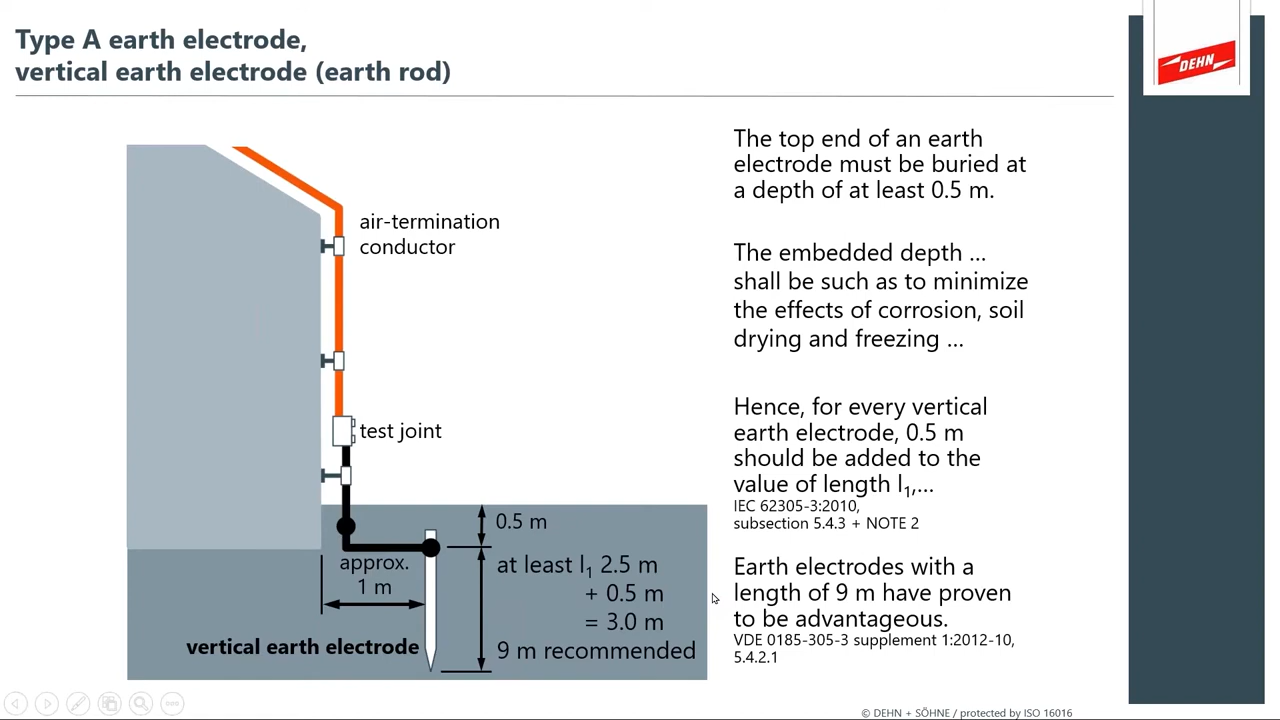 Type A earth electrode,
vertical earth electrode (earth rod)
DEHN
The top end of an earth
electrode must be buried at
a depth of at least 0.5 m.
The embedded depth ...
shall be such as to minimize
the effects of corrosion, soil
drying and freezing ...
Hence, for every vertical
earth electrode, 0.5 m
should be added to the
value of length l₁,...
IEC 62305-3:2010,
subsection 5.4.3 + NOTE 2
Earth electrodes with a
length of 9 m have proven
to be advantageous.
VDE 0185-305-3 supplement 1:2012-10,
5.4.2.1
air-termination
conductor
test joint
0.5 m
approx.
1 m
at least l₁ 2.5 m
+ 0.5 m
= 3.0 m
9 m recommended
vertical earth electrode
© DEHN + SÖHNE / protected by ISO 16016